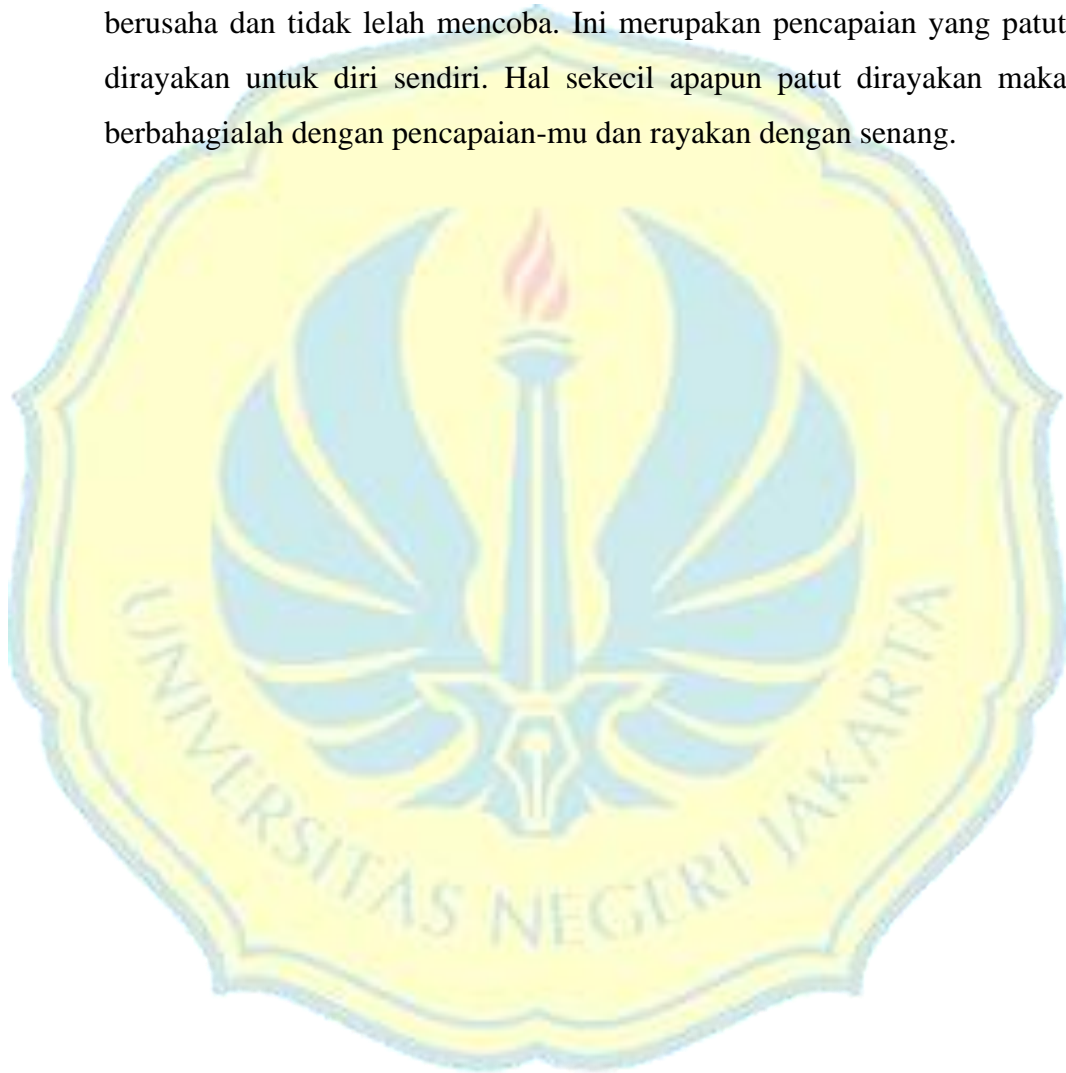 berusaha dan tidak lelah mencoba. Ini merupakan pencapaian yang patut
dirayakan untuk diri sendiri. Hal sekecil apapun patut dirayakan maka
berbahagialah dengan pencapaian-mu dan rayakan dengan senang.
UNIVERSITAS NEGERI JAKARTA